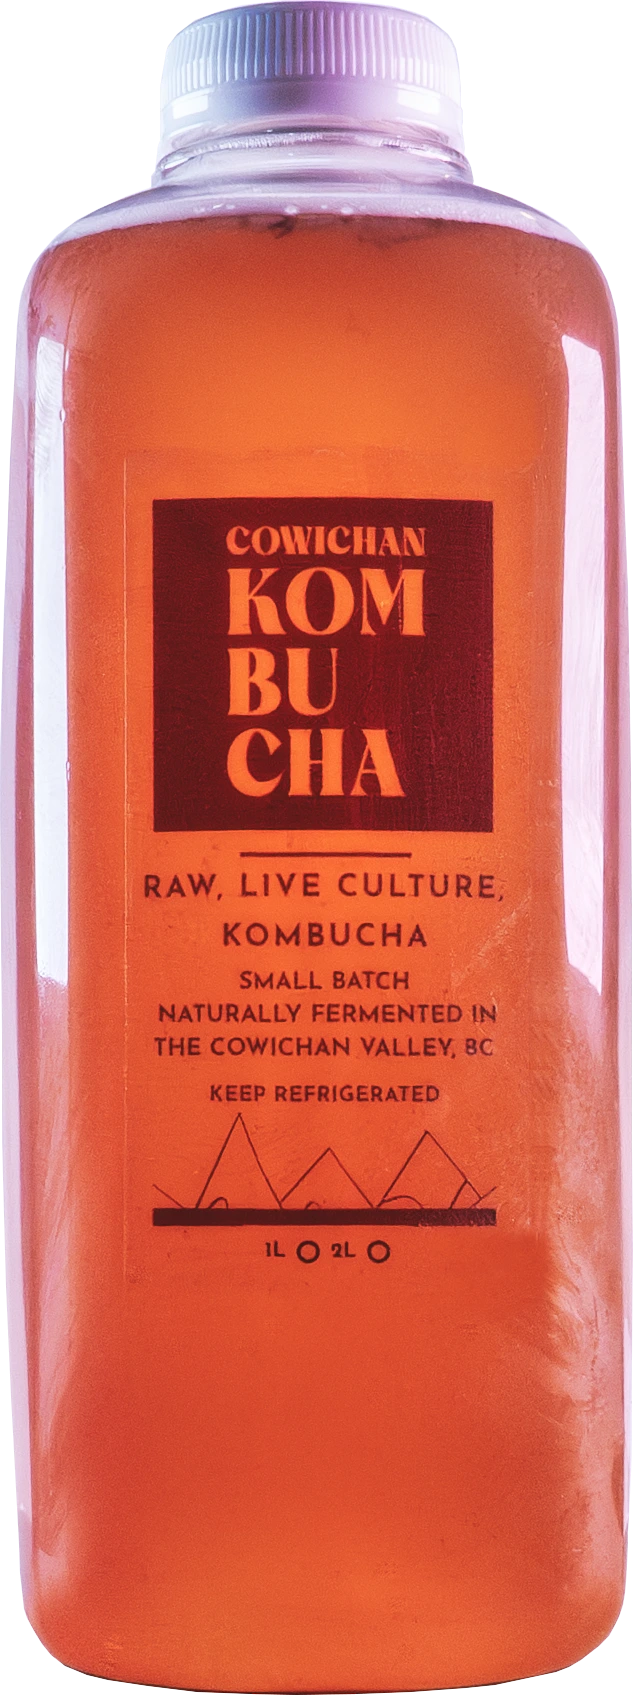 COWICHAN
KOM
BU
CHA
RAW, LIVE CULTURE,
KOMBUCHA
SMALL BATCH
NATURALLY FERMENTED IN
THE COWICHAN VALLEY, BC
KEEP REFRIGERATED
1L O 2L O